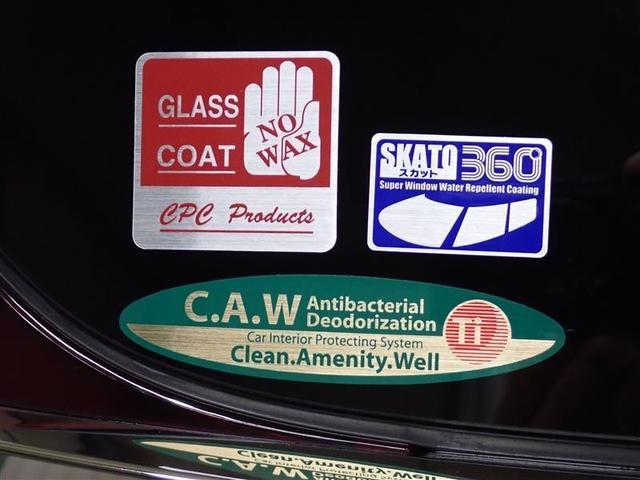 GLASS
COAT
NO
WAX
CPC Products
SKATO 360°
スカット
Super Window Water Repellent Coating
C.A.W Antibacterial
Deodorization
Ti
Car Interior Protecting System
Clean.Amenity.Well